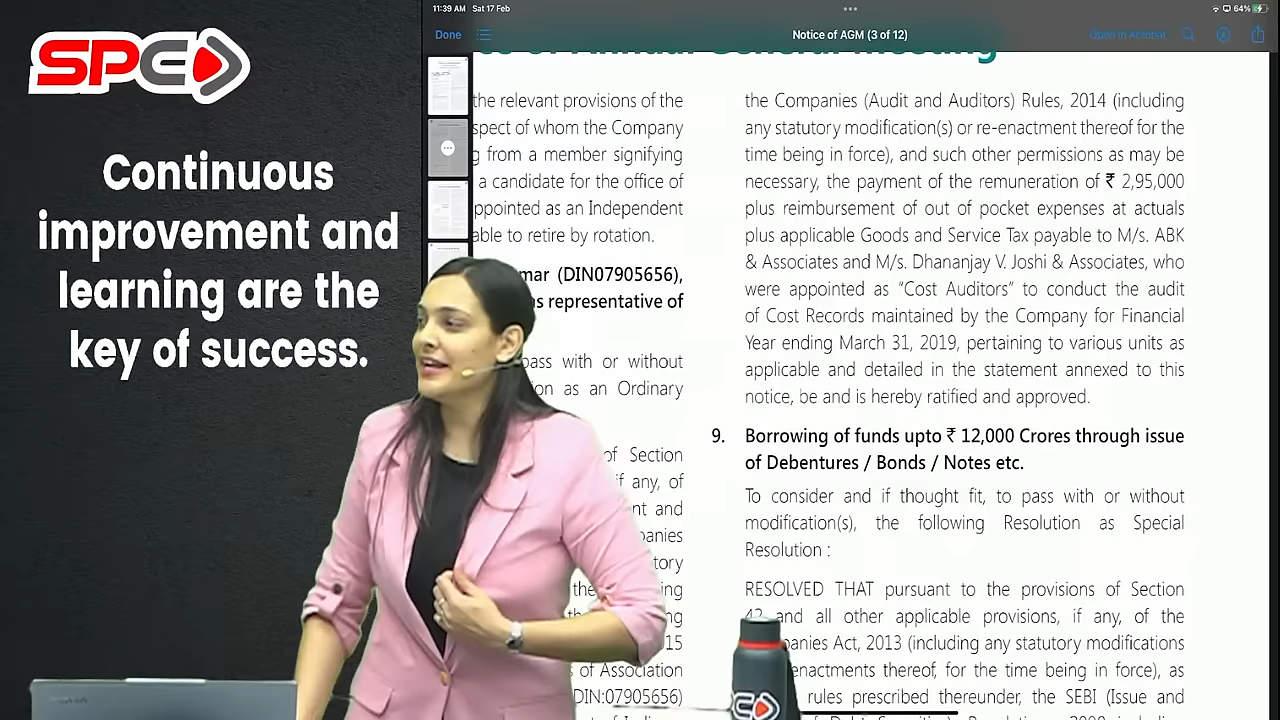 11:39 AM Sat 17 Feb
64%
Done
Notice of AGM (3 of 12)
Open in Acrobat
SPC
Continuous
improvement and
learning are the
key of success.
the relevant provisions of the
spect of whom the Company
g from a member signifying
a candidate for the office of
ppointed as an Independent
able to retire by rotation.
mar (DIN07905656),
as representative of
pass with or without
on as an Ordinary
of Section
if any, of
nt and
panies
tory
the
ing
the
ng
15
of Association
DIN:07905656)
the Companies (Audit and Auditors) Rules, 2014 (including
any statutory modification(s) or re-enactment thereof for the
time being in force), and such other permissions as may be
necessary, the payment of the remuneration of ₹
plus reimbursement of out of pocket expenses at actuals
plus applicable Goods and Service Tax payable to M/s. ABK
& Associates and M/s. Dhananjay V. Joshi & Associates, who
were appointed as “Cost Auditors” to conduct the audit
of Cost Records maintained by the Company for Financial
Year ending March 31, 2019, pertaining to various units as
applicable and detailed in the statement annexed to this
notice, be and is hereby ratified and approved.
9. Borrowing of funds upto ₹ 12,000 Crores through issue
of Debentures / Bonds / Notes etc.
To consider and if thought fit, to pass with or without
modification(s), the following Resolution as Special
Resolution :
RESOLVED THAT pursuant to the provisions of Section
42 and all other applicable provisions, if any, of the
panies Act, 2013 (including any statutory modification
enactments thereof for the time being in force), as
rules prescribed thereunder, the SEBI (Issue and